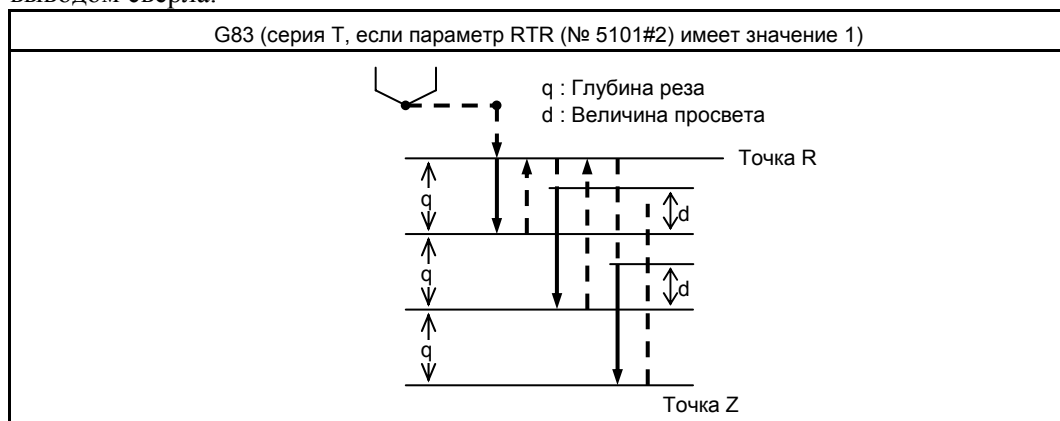 выводом сверла.
G83 (серия T, если параметр RTR (№ 5101#2) имеет значение 1)
q : Глубина реза
d : Величина просвета
Точка R
q
d
q
d
q
Точка Z